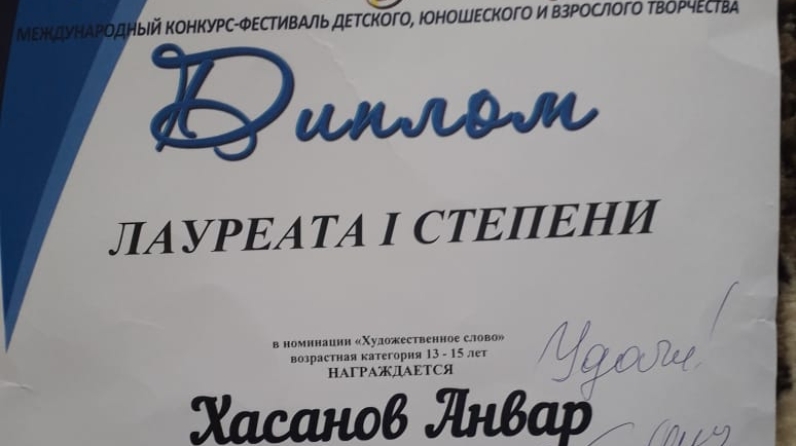 МЕЖДУНАРОДНЫЙ КОНКУРС-ФЕСТИВАЛЬ ДЕТСКОГО, ЮНОШЕСКОГО И ВЗРОСЛОГО ТВОРЧЕСТВА
Диплом
ЛАУРЕАТА I СТЕПЕНИ
в номинации «Художественное слово»
возрастная категория 13 - 15 лет
НАГРАЖДАЕТСЯ
Удачи!
Хасанов Анвар